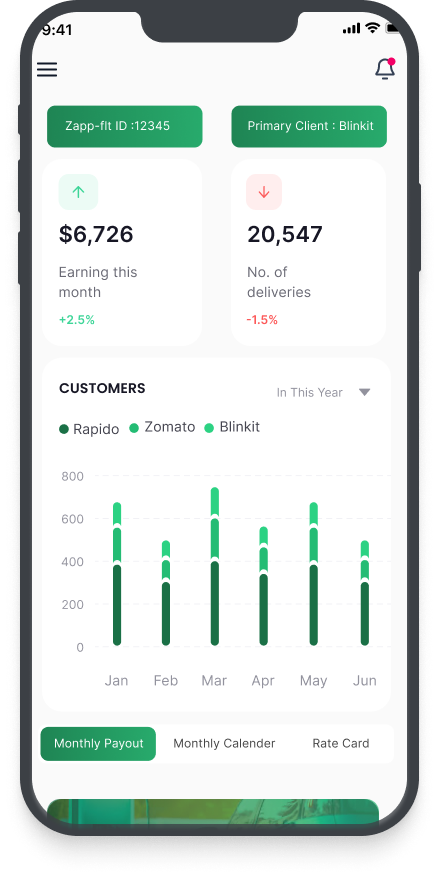 9:41
Zapp-flt ID :12345
Primary Client : Blinkit
$6,726
20,547
Earning this
month
No. of
deliveries
+2.5%
-1.5%
CUSTOMERS
In This Year
Rapido
Zomato
Blinkit
800
600
400
200
0
Jan Feb Mar Apr May Jun
Monthly Payout
Monthly Calender
Rate Card